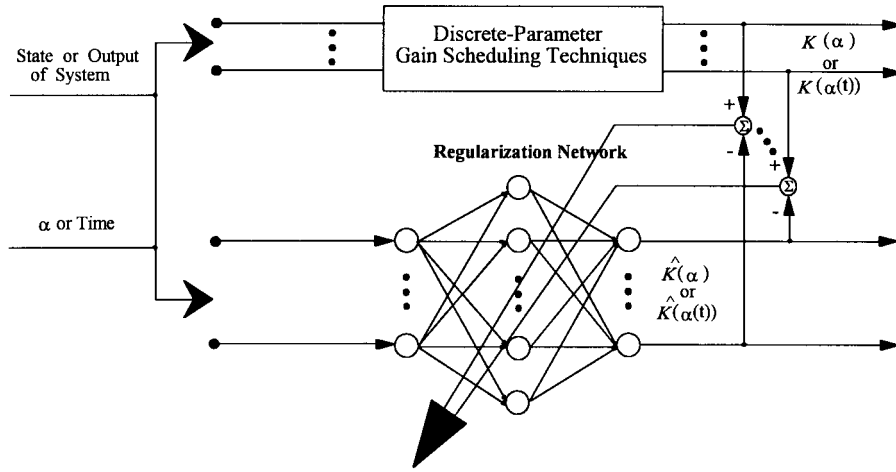 State or Output
of System
Discrete-Parameter
Gain Scheduling Techniques
K(α)
or
K(α(t))
+
Σ
-
+
Σ
-
Regularization Network
α or Time
K̂(α)
or
K̂(α(t))